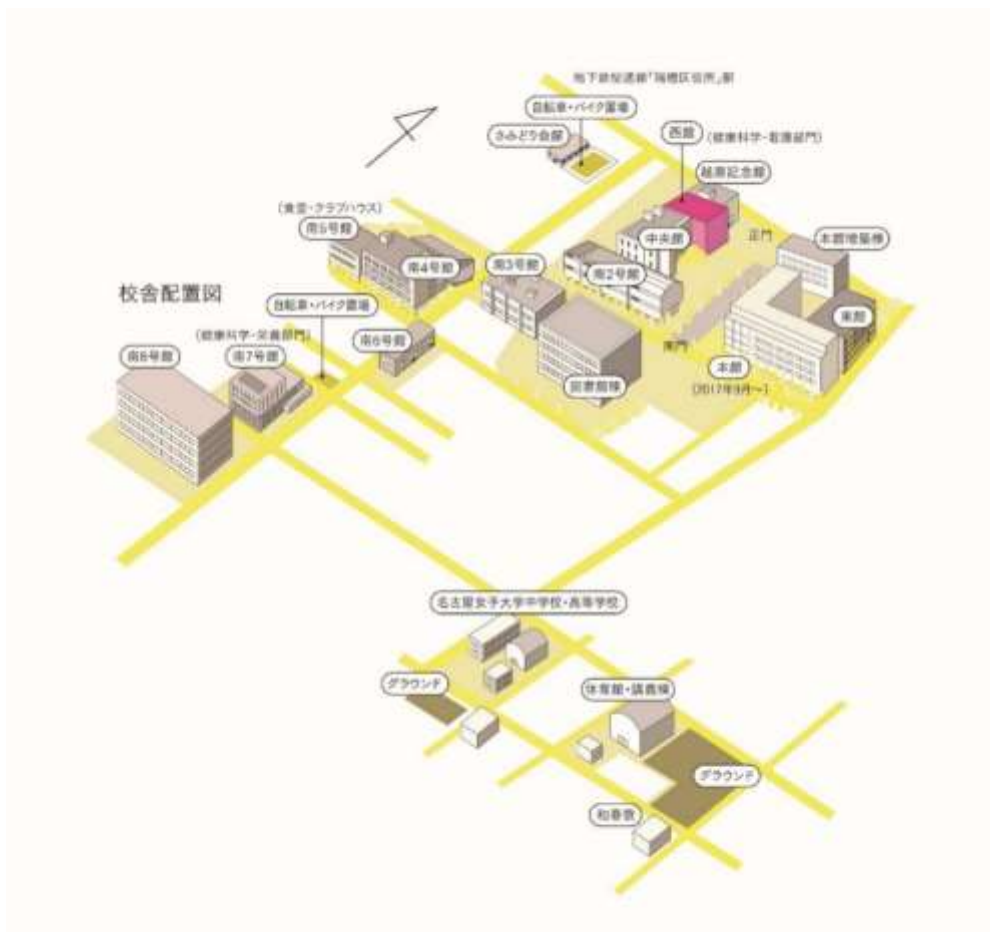 地下鉄桜通線「瑞穂区役所」駅
自転車・バイク置場
さみどり会館
西館
(健康科学・看護部門)
越原記念館
(食堂・クラブハウス)
南5号館
南4号館
南3号館
南2号館
中央館
正門
本館増築棟
東館
校舎配置図
自転車・バイク置場
(健康科学・栄養部門)
南8号館
南7号館
南6号館
図書館棟
南門
本館
(2017年9月〜)
名古屋女子大学中学校・高等学校
グラウンド
体育館・講義棟
グラウンド
和春寮